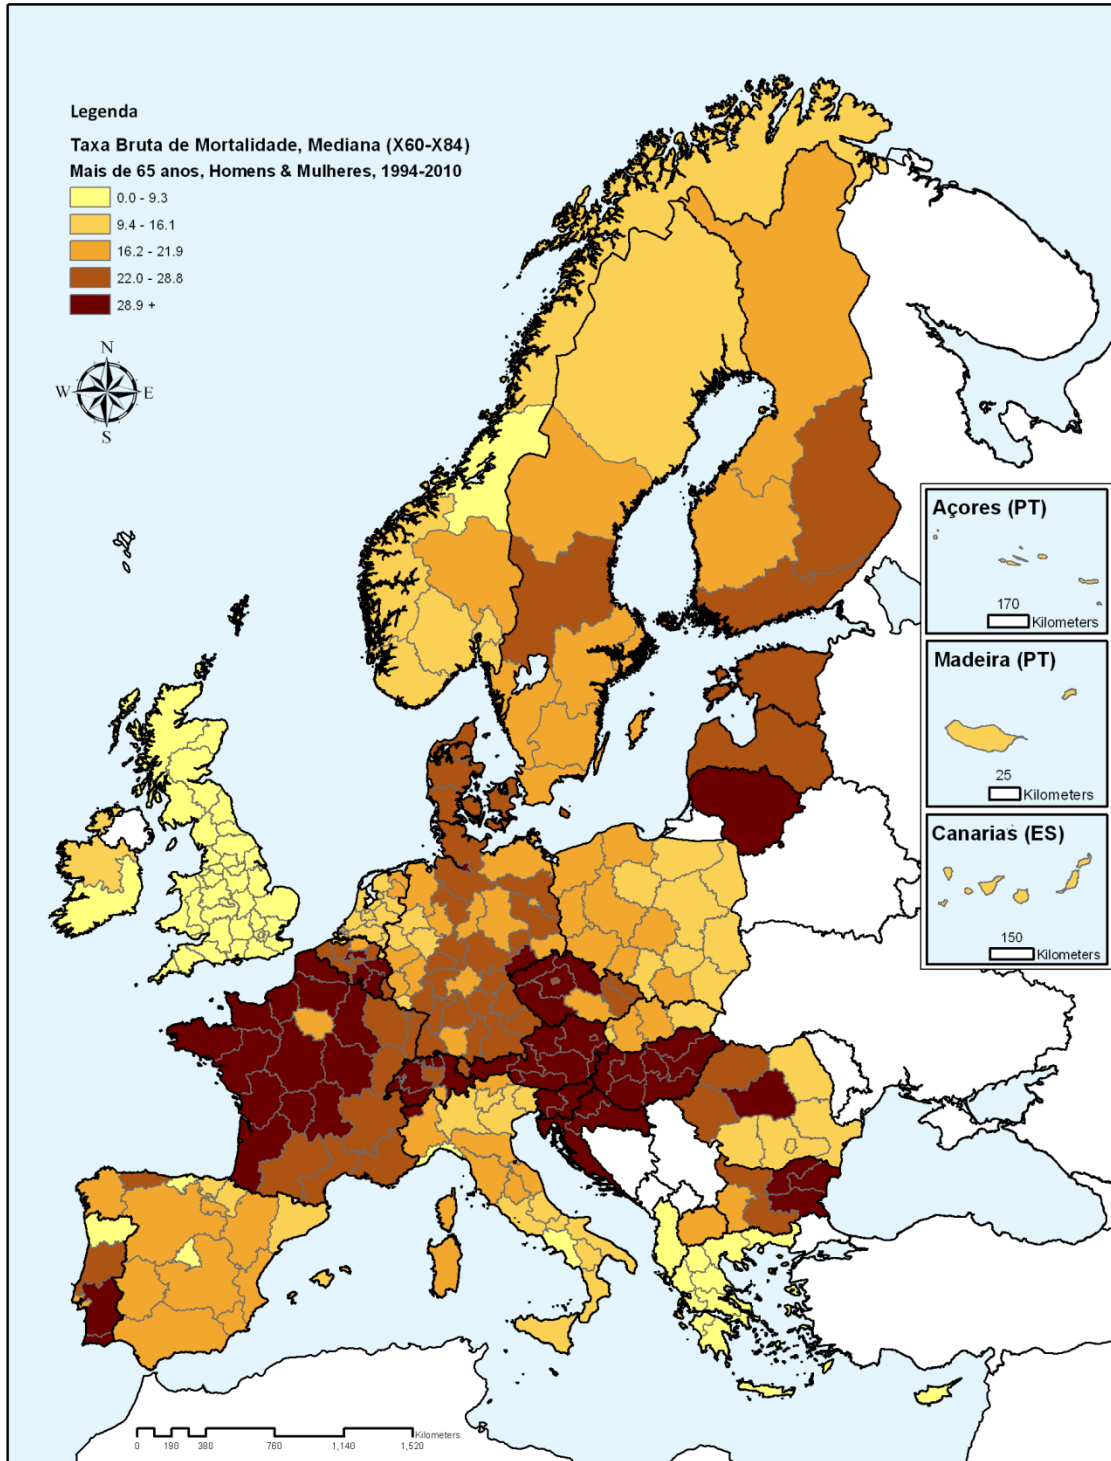 Legenda
Taxa Bruta de Mortalidade, Mediana (X60-X84)
Mais de 65 anos, Homens & Mulheres, 1994-2010
0.0 - 9.3
9.4 - 16.1
16.2 - 21.9
22.0 - 28.8
28.9 +
N
W E
S
Açores (PT)
170
Kilometers
Madeira (PT)
25
Kilometers
Canarias (ES)
150
Kilometers
Kilometers
0 190 380 760 1,140 1,520